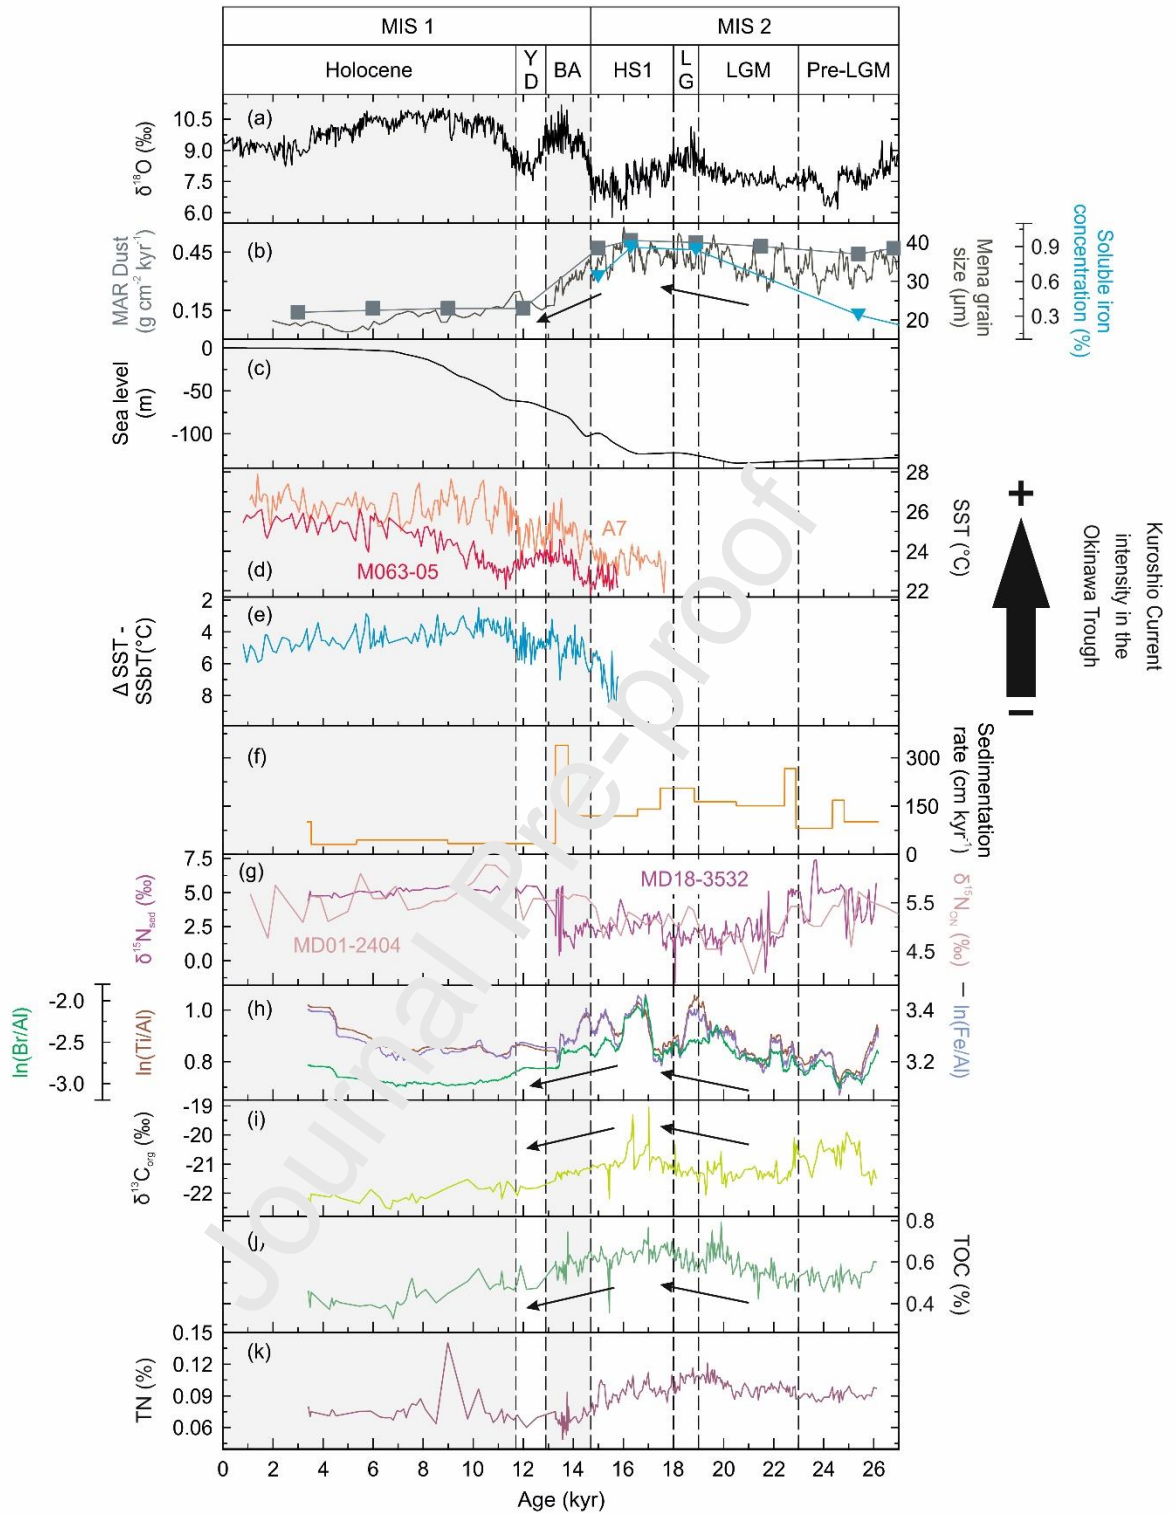 MIS 1 MIS 2
Holocene Y D BA HS1 L G LGM Pre-LGM
(a)
δ¹⁸O (‰)
10.5
9.0
7.5
6.0
(b)
MAR Dust
(g cm⁻² kyr⁻¹)
0.45
0.15
40
30
20
Mena grain
size (μm)
0.9
0.6
0.3
Soluble iron
concentration (%)
(c)
Sea level
(m)
0
-50
-100
(d)
A7
M063-05
28
26
24
22
SST (°C)
(e)
Δ SST -
SSbT(°C)
2
4
6
8
+
−
Kuroshio Current
intensity in the
Okinawa Trough
(f)
300
150
0
Sedimentation
rate (cm kyr⁻¹)
(g)
MD18-3532
MD01-2404
δ¹⁵Nsed (‰)
7.5
5.0
2.5
0.0
5.5
4.5
δ¹⁵NON (‰)
(h)
ln(Br/Al)
-2.0
-2.5
-3.0
ln(Ti/Al)
1.0
0.8
3.4
3.2
— ln(Fe/Al)
(i)
δ¹³Corg (‰)
-19
-20
-21
-22
(j)
0.8
0.6
0.4
TOC (%)
(k)
TN (%)
0.15
0.12
0.09
0.06
0 2 4 6 8 10 12 14 16 18 20 22 24 26
Age (kyr)
Journal Pre-proof